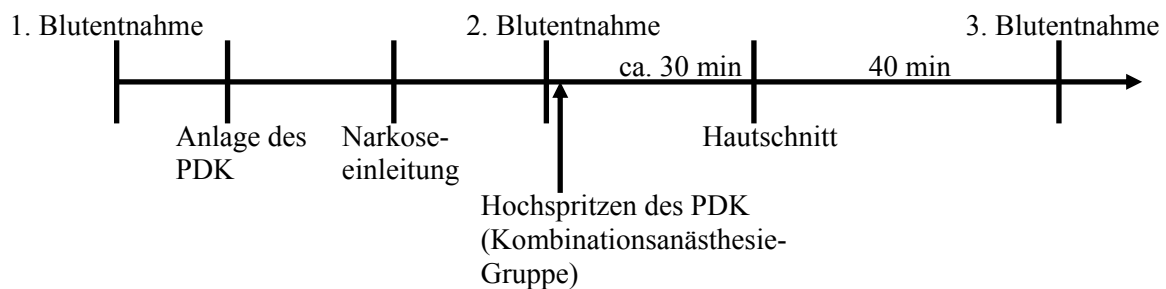 1. Blutentnahme
2. Blutentnahme
3. Blutentnahme
ca. 30 min
40 min
Anlage des
PDK
Narkose-
einleitung
Hautschnitt
Hochspritzen des PDK
(Kombinationsanästhesie-
Gruppe)